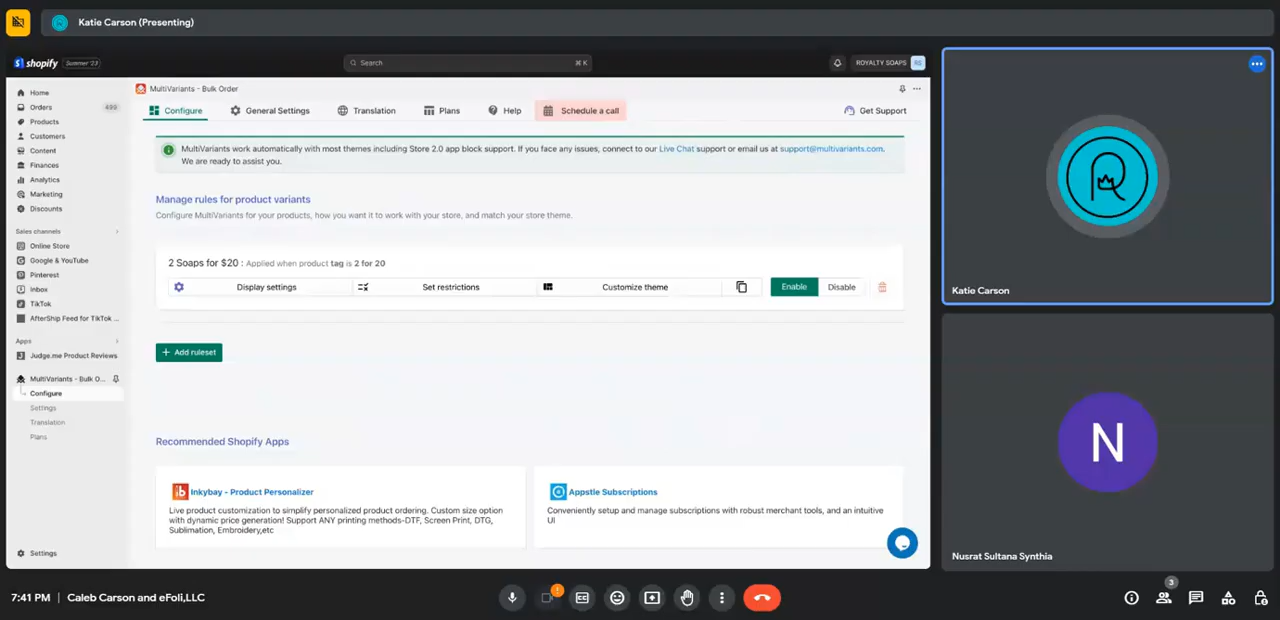 Katie Carson (Presenting)
shopify Summer '23
Search
⌘ K
ROYALTY SOAPS RS
Home
Orders 499
Products
Customers
Content
Finances
Analytics
Marketing
Discounts
Sales channels
Online Store
Google & YouTube
Pinterest
Inbox
TikTok
AfterShip Feed for TikTok ...
Apps
Judge.me Product Reviews
MultiVariants - Bulk O...
Configure
Settings
Translation
Plans
Settings
MultiVariants - Bulk Order
Configure General Settings Translation Plans Help Schedule a call Get Support
MultiVariants work automatically with most themes including Store 2.0 app block support. If you face any issues, connect to our Live Chat support or email us at support@multivariants.com.
We are ready to assist you.
Manage rules for product variants
Configure MultiVariants for your products, how you want it to work with your store, and match your store theme.
2 Soaps for $20 : Applied when product tag is 2 for 20
Display settings Set restrictions Customize theme Enable Disable
+ Add ruleset
Recommended Shopify Apps
Inkybay - Product Personalizer
Live product customization to simplify personalized product ordering. Custom size option
with dynamic price generation! Support ANY printing methods-DTF, Screen Print, DTG,
Sublimation, Embroidery,etc
Appstle Subscriptions
Conveniently setup and manage subscriptions with robust merchant tools, and an intuitive
UI
Katie Carson
N
Nusrat Sultana Synthia
7:41 PM | Caleb Carson and eFoli,LLC
3